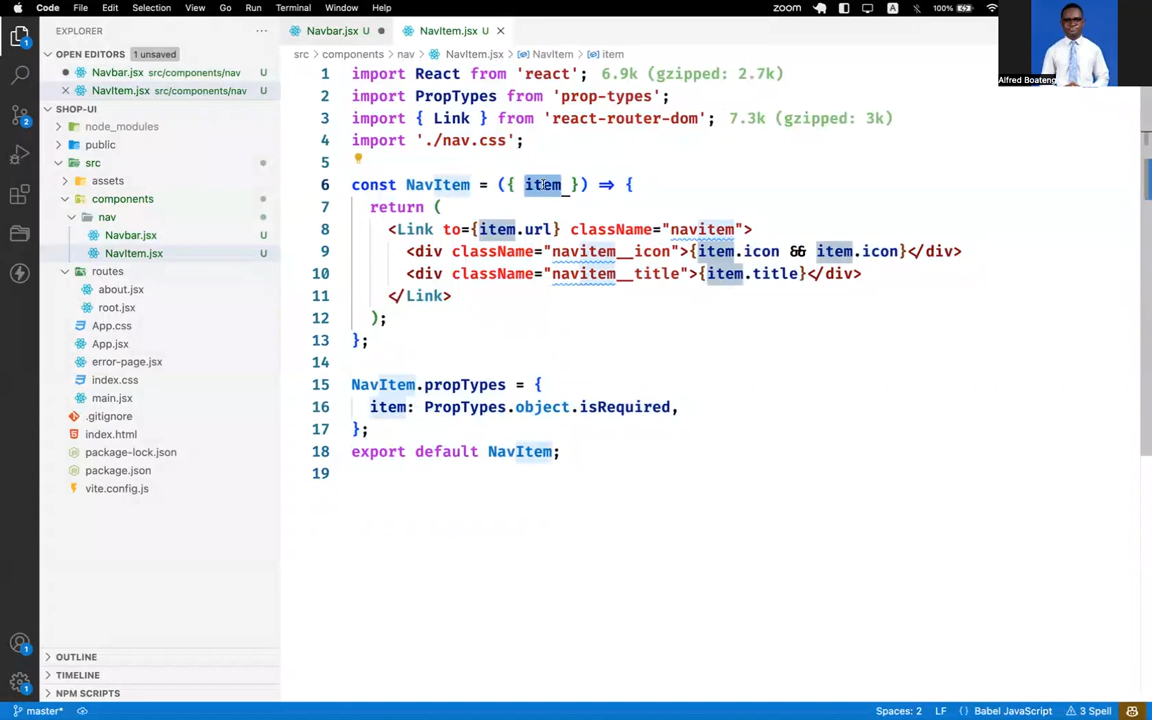 Code File Edit Selection View Go Run Terminal Window Help zoom A 100%
Alfred Boateng
EXPLORER
OPEN EDITORS 1 unsaved
Navbar.jsx src/components/nav U
NavItem.jsx src/components/nav U
SHOP-UI
node_modules
public
src
assets
components
nav
Navbar.jsx U
NavItem.jsx U
routes
about.jsx
root.jsx
App.css
App.jsx
error-page.jsx
index.css
main.jsx
.gitignore
index.html
package-lock.json
package.json
vite.config.js
OUTLINE
TIMELINE
NPM SCRIPTS
1
2
1
1
Navbar.jsx U NavItem.jsx U
src > components > nav > NavItem.jsx > NavItem > item
1 import React from 'react'; 6.9k (gzipped: 2.7k)
2 import PropTypes from 'prop-types';
3 import { Link } from 'react-router-dom'; 7.3k (gzipped: 3k)
4 import './nav.css';
5
6 const NavItem = ({ item_}) => {
7 return (
8 <Link to={item.url} className="navitem">
9 <div className="navitem__icon">{item.icon && item.icon}</div>
10 <div className="navitem__title">{item.title}</div>
11 </Link>
12 );
13 };
14
15 NavItem.propTypes = {
16 item: PropTypes.object.isRequired,
17 };
18 export default NavItem;
19
master* Spaces: 2 LF {} Babel JavaScript 3 Spell